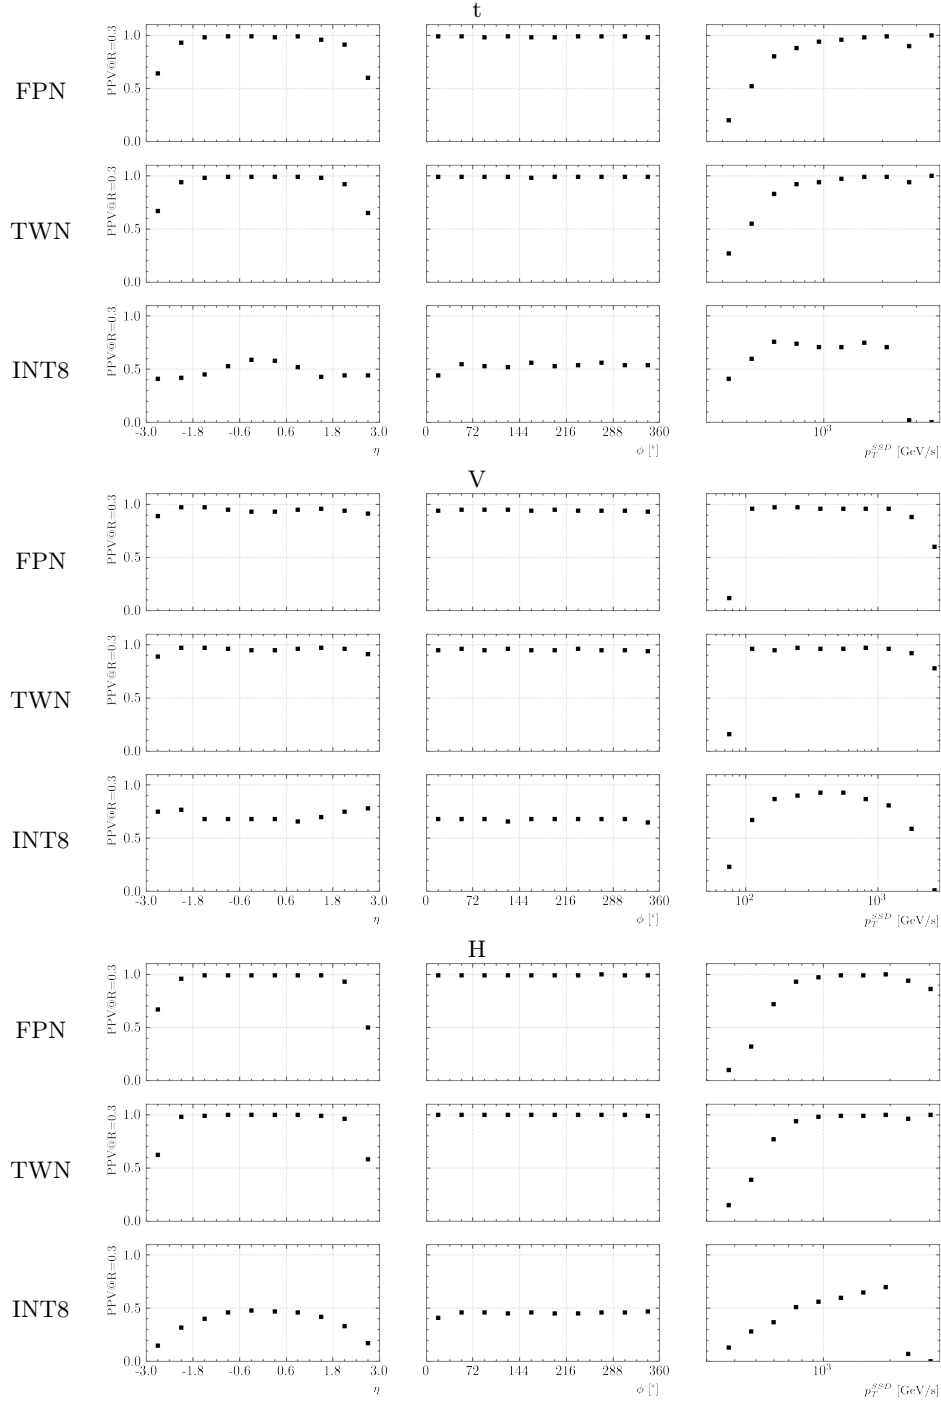 t
FPN
PPV@R=0.3
1.0
0.5
0.0
TWN
PPV@R=0.3
1.0
0.5
0.0
INT8
PPV@R=0.3
1.0
0.5
0.0
-3.0 -1.8 -0.6 0.6 1.8 3.0
η
0 72 144 216 288 360
ϕ [°]
10³
p_T^{SSD} [GeV/s]
V
FPN
PPV@R=0.3
1.0
0.5
0.0
TWN
PPV@R=0.3
1.0
0.5
0.0
INT8
PPV@R=0.3
1.0
0.5
0.0
-3.0 -1.8 -0.6 0.6 1.8 3.0
η
0 72 144 216 288 360
ϕ [°]
10² 10³
p_T^{SSD} [GeV/s]
H
FPN
PPV@R=0.3
1.0
0.5
0.0
TWN
PPV@R=0.3
1.0
0.5
0.0
INT8
PPV@R=0.3
1.0
0.5
0.0
-3.0 -1.8 -0.6 0.6 1.8 3.0
η
0 72 144 216 288 360
ϕ [°]
10³
p_T^{SSD} [GeV/s]